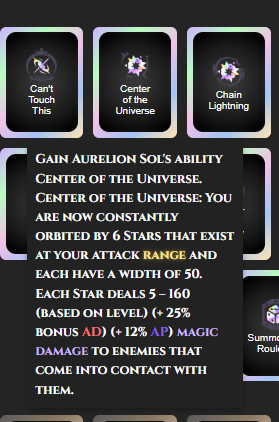 Can't
Touch
This
Center
of the
Universe
Chain
Lightning
Gain Aurelion Sol's ability
Center of the Universe.
Center of the Universe: You
are now constantly
orbited by 6 Stars that exist
at your attack range and
each have a width of 50.
Each Star deals 5 – 160
(based on level) (+ 25%
bonus AD) (+ 12% AP) magic
damage to enemies that
come into contact with
them.